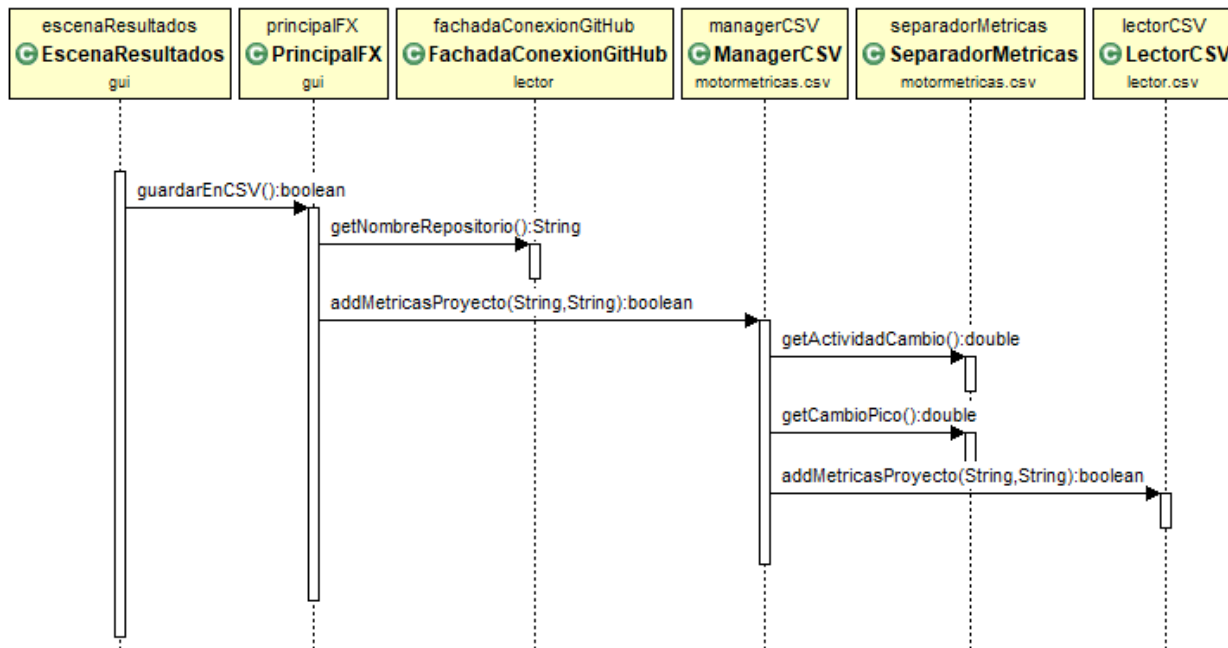 escenaResultados
EscenaResultados
gui
principalFX
PrincipalFX
gui
fachadaConexionGitHub
FachadaConexionGitHub
lector
managerCSV
ManagerCSV
motormetricas.csv
separadorMetricas
SeparadorMetricas
motormetricas.csv
lectorCSV
LectorCSV
lector.csv
guardarEnCSV():boolean
getNombreRepositorio():String
addMetricasProyecto(String,String):boolean
getActividadCambio():double
getCambioPico():double
addMetricasProyecto(String,String):boolean